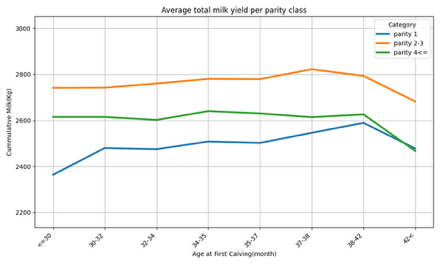 Average total milk yield per parity class
Category
parity 1
parity 2-3
parity 4<=
3000
2800
2600
2400
2200
Cummulative Milk(Kg)
<=30
30-32
32-34
34-35
35-37
37-38
38-42
42<
Age at First Calving(month)